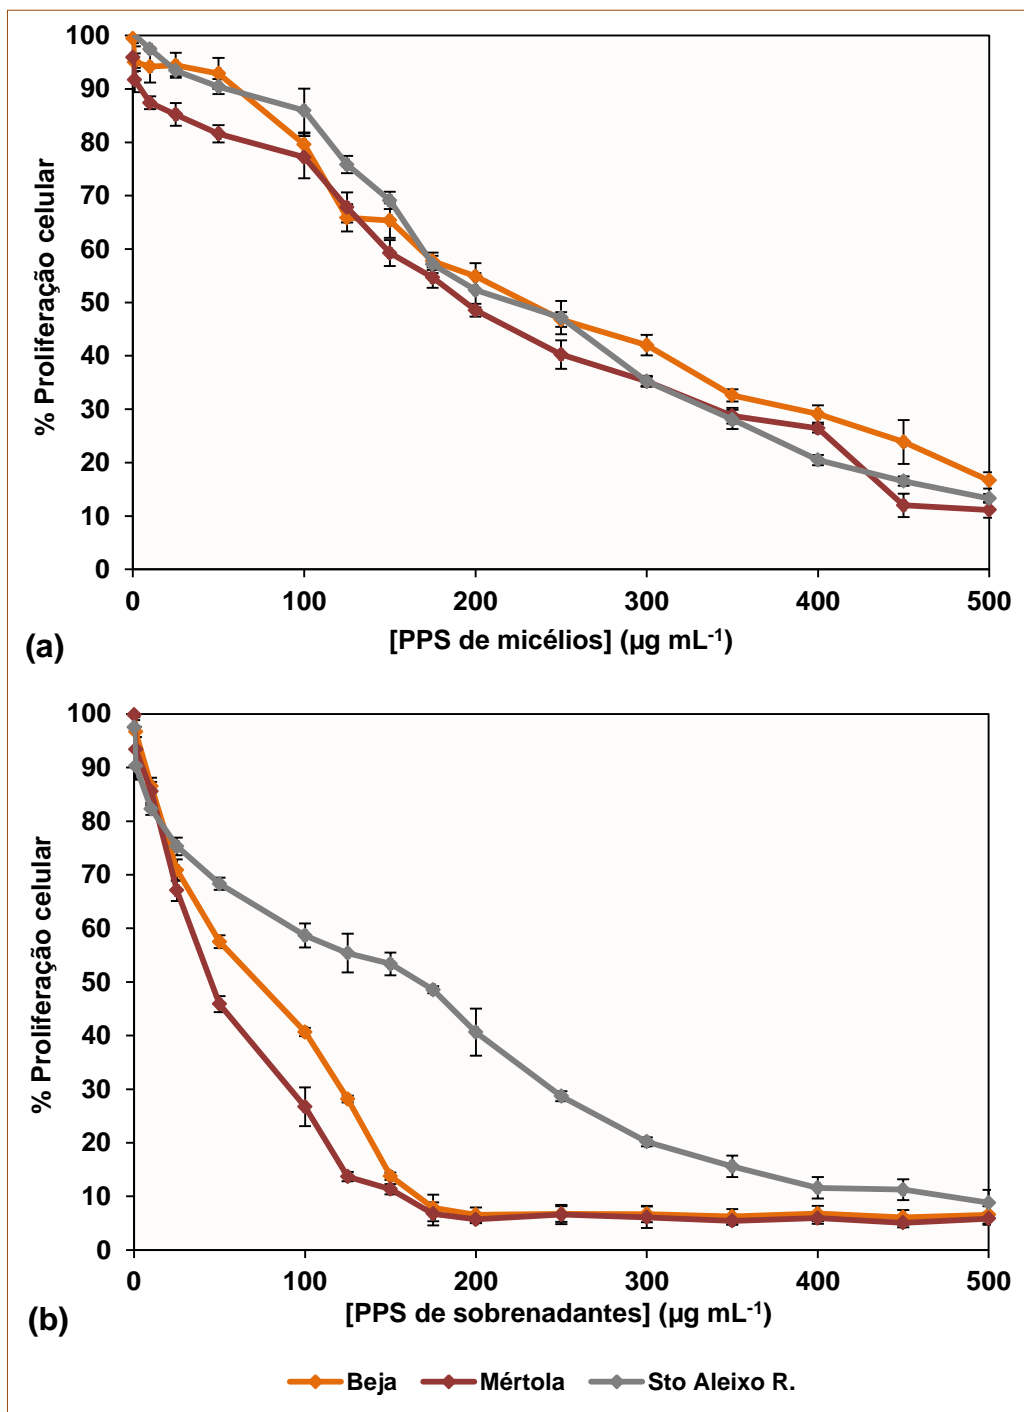 % Proliferação celular
100
90
80
70
60
50
40
30
20
10
0
0 100 200 300 400 500
[PPS de micélios] (µg mL⁻¹)
(a)
% Proliferação celular
100
90
80
70
60
50
40
30
20
10
0
0 100 200 300 400 500
[PPS de sobrenadantes] (µg mL⁻¹)
(b)
Beja Mértola Sto Aleixo R.